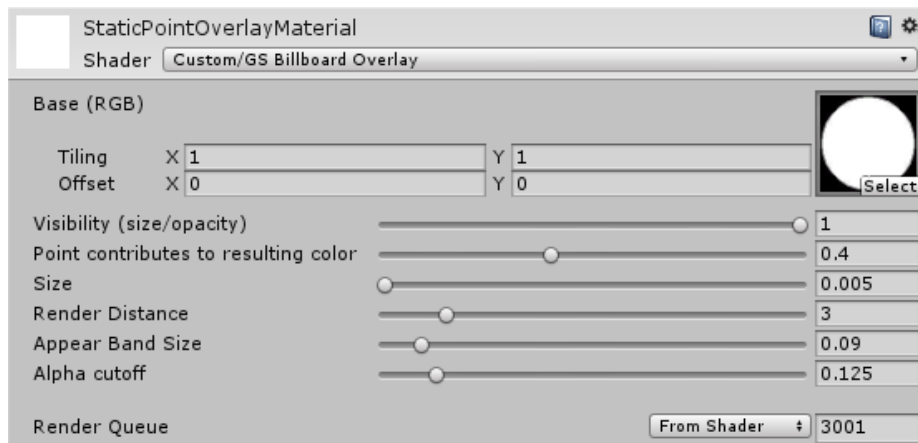 StaticPointOverlayMaterial
Shader Custom/GS Billboard Overlay
Base (RGB)
Tiling X 1 Y 1
Offset X 0 Y 0
Select
Visibility (size/opacity) 1
Point contributes to resulting color 0.4
Size 0.005
Render Distance 3
Appear Band Size 0.09
Alpha cutoff 0.125
Render Queue From Shader 3001